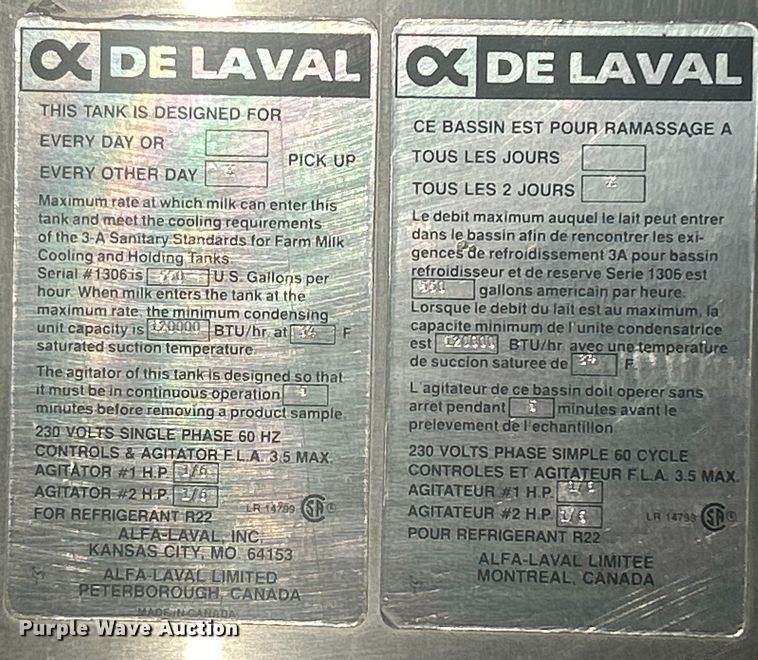 DE LAVAL
THIS TANK IS DESIGNED FOR
EVERY DAY OR
EVERY OTHER DAY
PICK UP
Maximum rate at which milk can enter this
tank and meet the cooling requirements
of the 3-A Sanitary Standards for Farm Milk
Cooling and Holding Tanks
Serial #1306 is U.S. Gallons per
hour. When milk enters the tank at the
maximum rate, the minimum condensing
unit capacity is 120000 BTU/hr. at F
saturated suction temperature.
The agitator of this tank is designed so that
it must be in continuous operation
minutes before removing a product sample.
230 VOLTS SINGLE PHASE 60 HZ
CONTROLS & AGITATOR F.L.A. 3.5 MAX.
AGITATOR #1 H.P. 1/6
AGITATOR #2 H.P. 1/6
FOR REFRIGERANT R22
LR 14799
ALFA-LAVAL, INC.
KANSAS CITY, MO. 64153
ALFA-LAVAL LIMITED
PETERBOROUGH, CANADA
MADE IN CANADA
DE LAVAL
CE BASSIN EST POUR RAMASSAGE A
TOUS LES JOURS
TOUS LES 2 JOURS
Le debit maximum auquel le lait peut entrer
dans le bassin afin de rencontrer les exi-
gences de refroidissement 3A pour bassin
refroidisseur et de reserve Serie 1306 est
gallons americain par heure.
Lorsque le debit du lait est au maximum, la
capacite minimum de l'unite condensatrice
est 120000 BTU/hr avec une temperature
de succion saturee de F.
L'agitateur de ce bassin doit operer sans
arret pendant minutes avant le
prelevement de l'echantillon
230 VOLTS PHASE SIMPLE 60 CYCLE
CONTROLES ET AGITATEUR F.L.A. 3.5 MAX.
AGITATEUR #1 H.P. 1/6
AGITATEUR #2 H.P. 1/6
LR 14799
POUR REFRIGERANT R22
ALFA-LAVAL LIMITEE
MONTREAL, CANADA
Purple Wave Auction